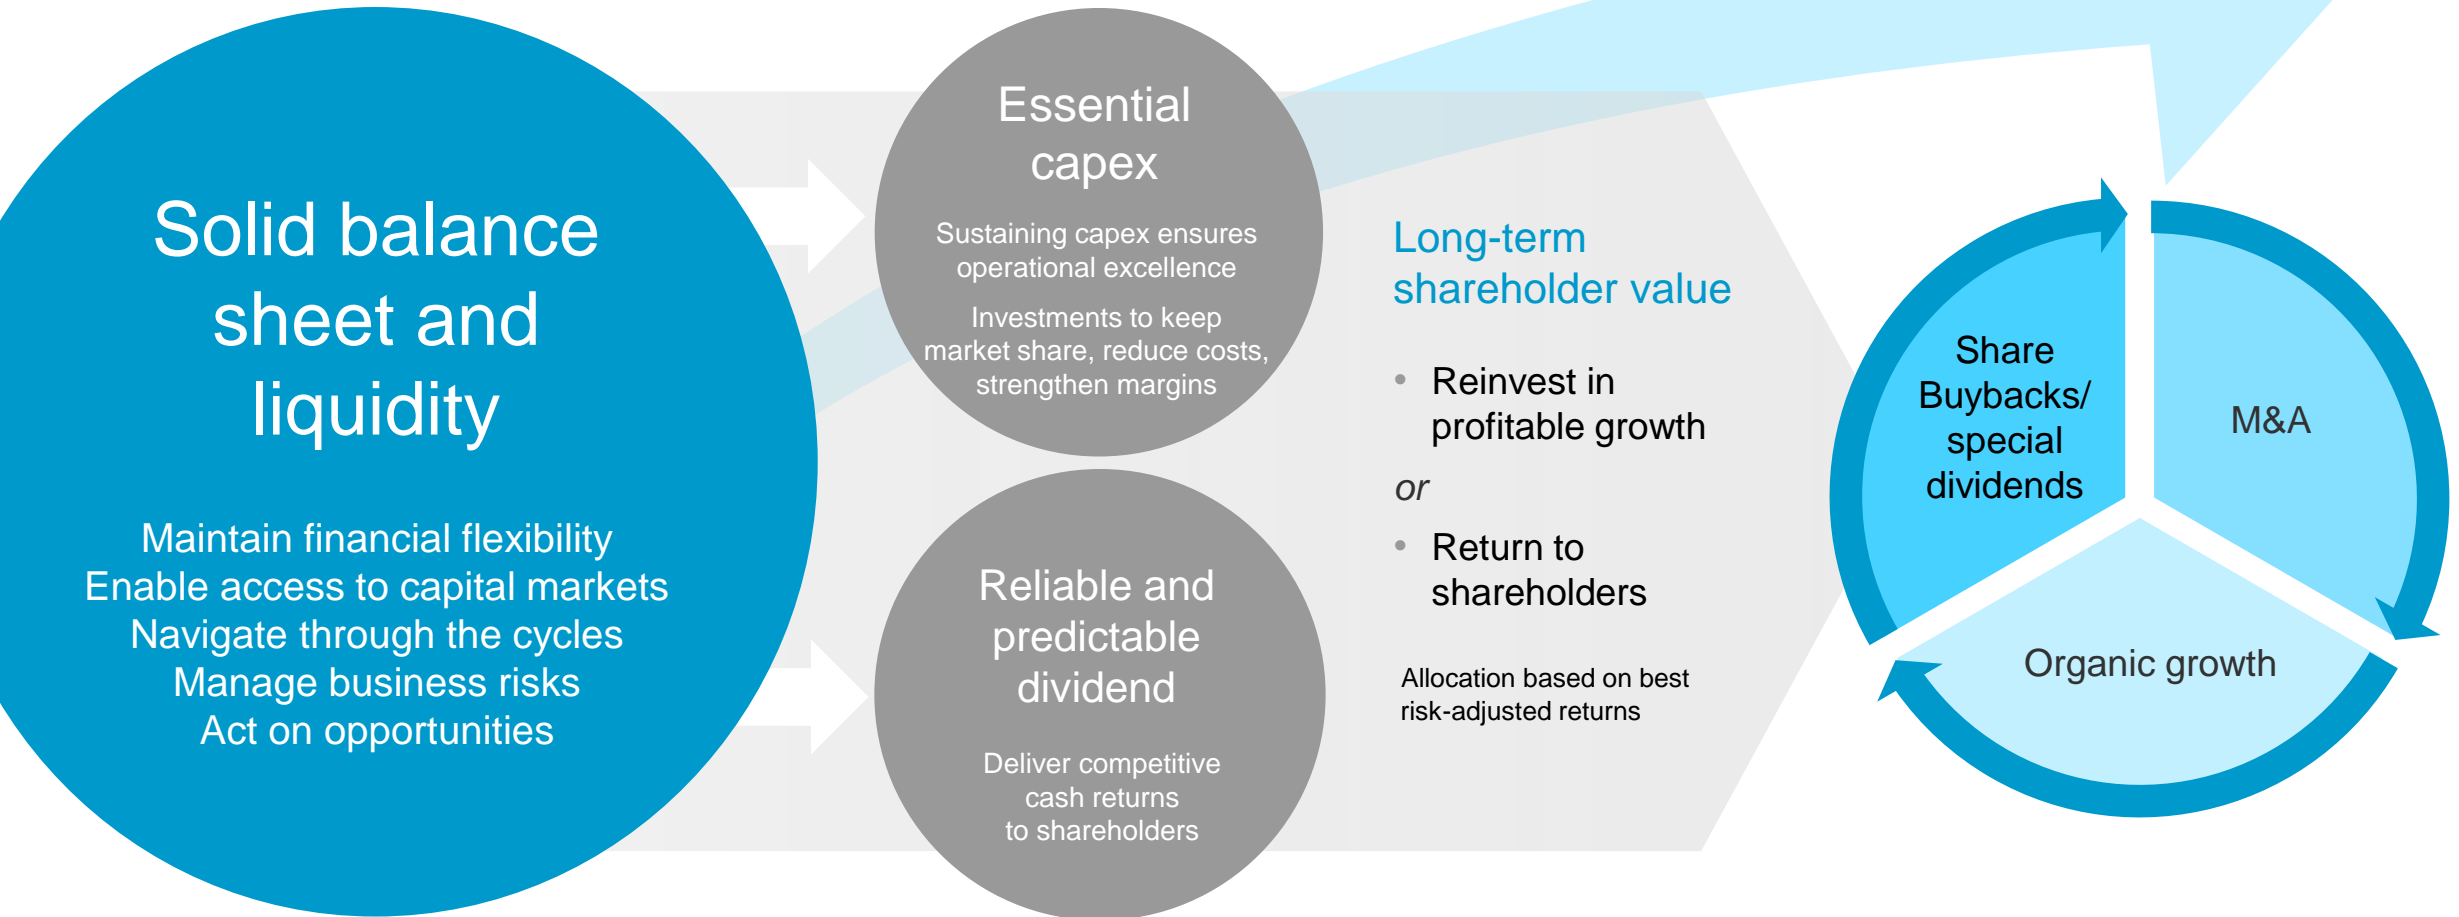 Solid balance
sheet and
liquidity
Maintain financial flexibility
Enable access to capital markets
Navigate through the cycles
Manage business risks
Act on opportunities
Essential
capex
Sustaining capex ensures
operational excellence
Investments to keep
market share, reduce costs,
strengthen margins
Reliable and
predictable
dividend
Deliver competitive
cash returns
to shareholders
Long-term
shareholder value
• Reinvest in
profitable growth
or
• Return to
shareholders
Allocation based on best
risk-adjusted returns
Share
Buybacks/
special
dividends
M&A
Organic growth